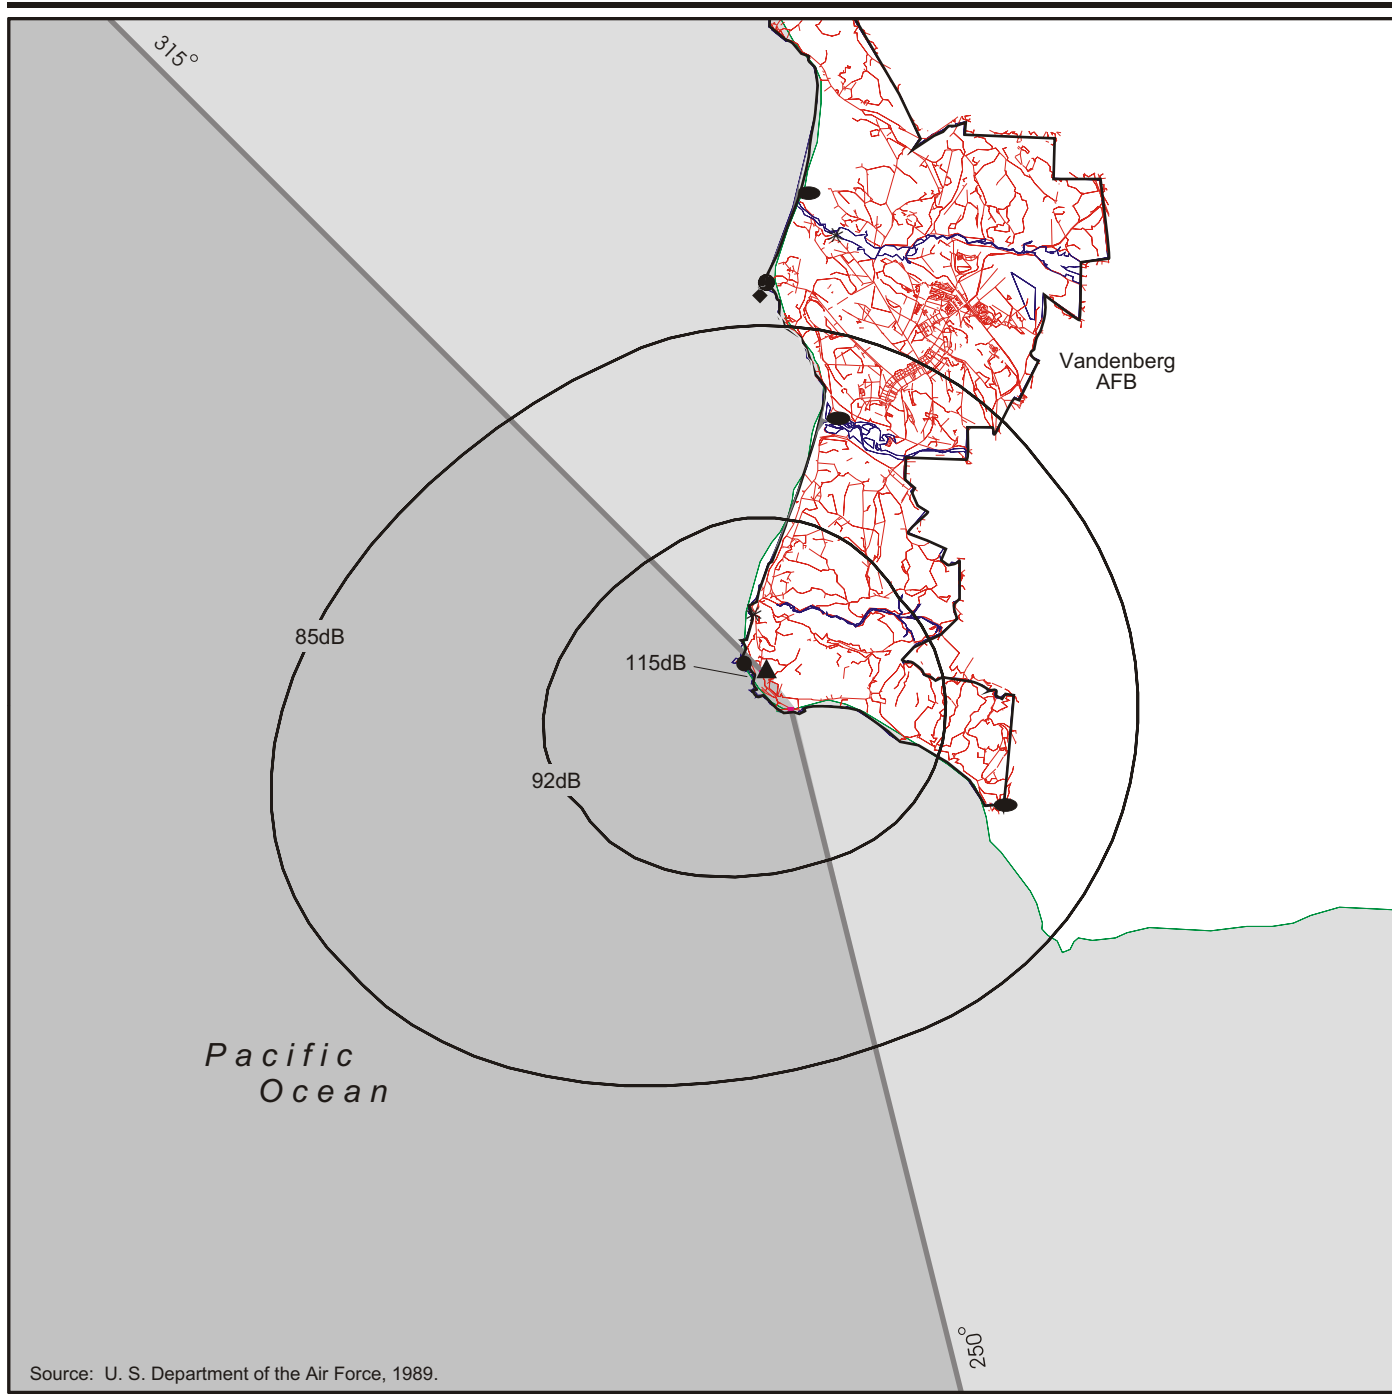 315°
Vandenberg
AFB
85dB
115dB
92dB
Pacific
Ocean
250°
Source: U. S. Department of the Air Force, 1989.